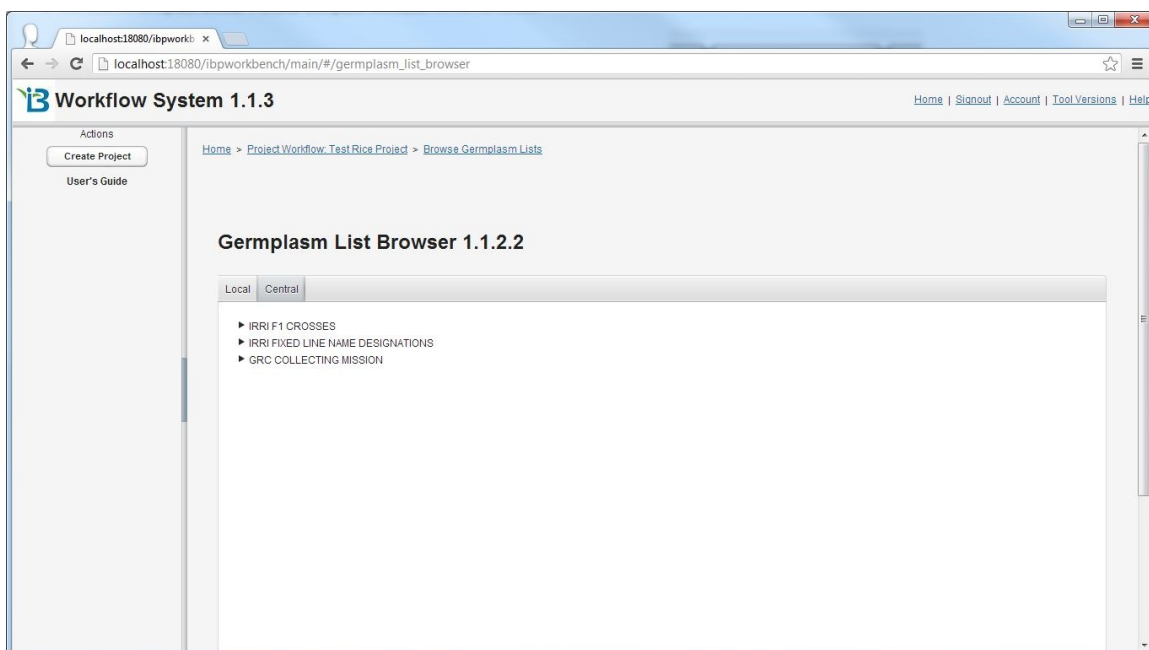 localhost:18080/ibpworkb
localhost:18080/ibpworkbench/main/#/germplasm_list_browser
iB Workflow System 1.1.3
Home | Signout | Account | Tool Versions | Help
Actions
Create Project
User's Guide
Home > Project Workflow: Test Rice Project > Browse Germplasm Lists
Germplasm List Browser 1.1.2.2
Local Central
IRRI F1 CROSSES
IRRI FIXED LINE NAME DESIGNATIONS
GRC COLLECTING MISSION